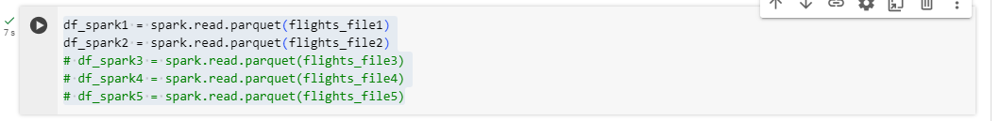 df_spark1 = spark.read.parquet(flights_file1)
7 s
df_spark2 = spark.read.parquet(flights_file2)
# df_spark3 = spark.read.parquet(flights_file3)
# df_spark4 = spark.read.parquet(flights_file4)
# df_spark5 = spark.read.parquet(flights_file5)